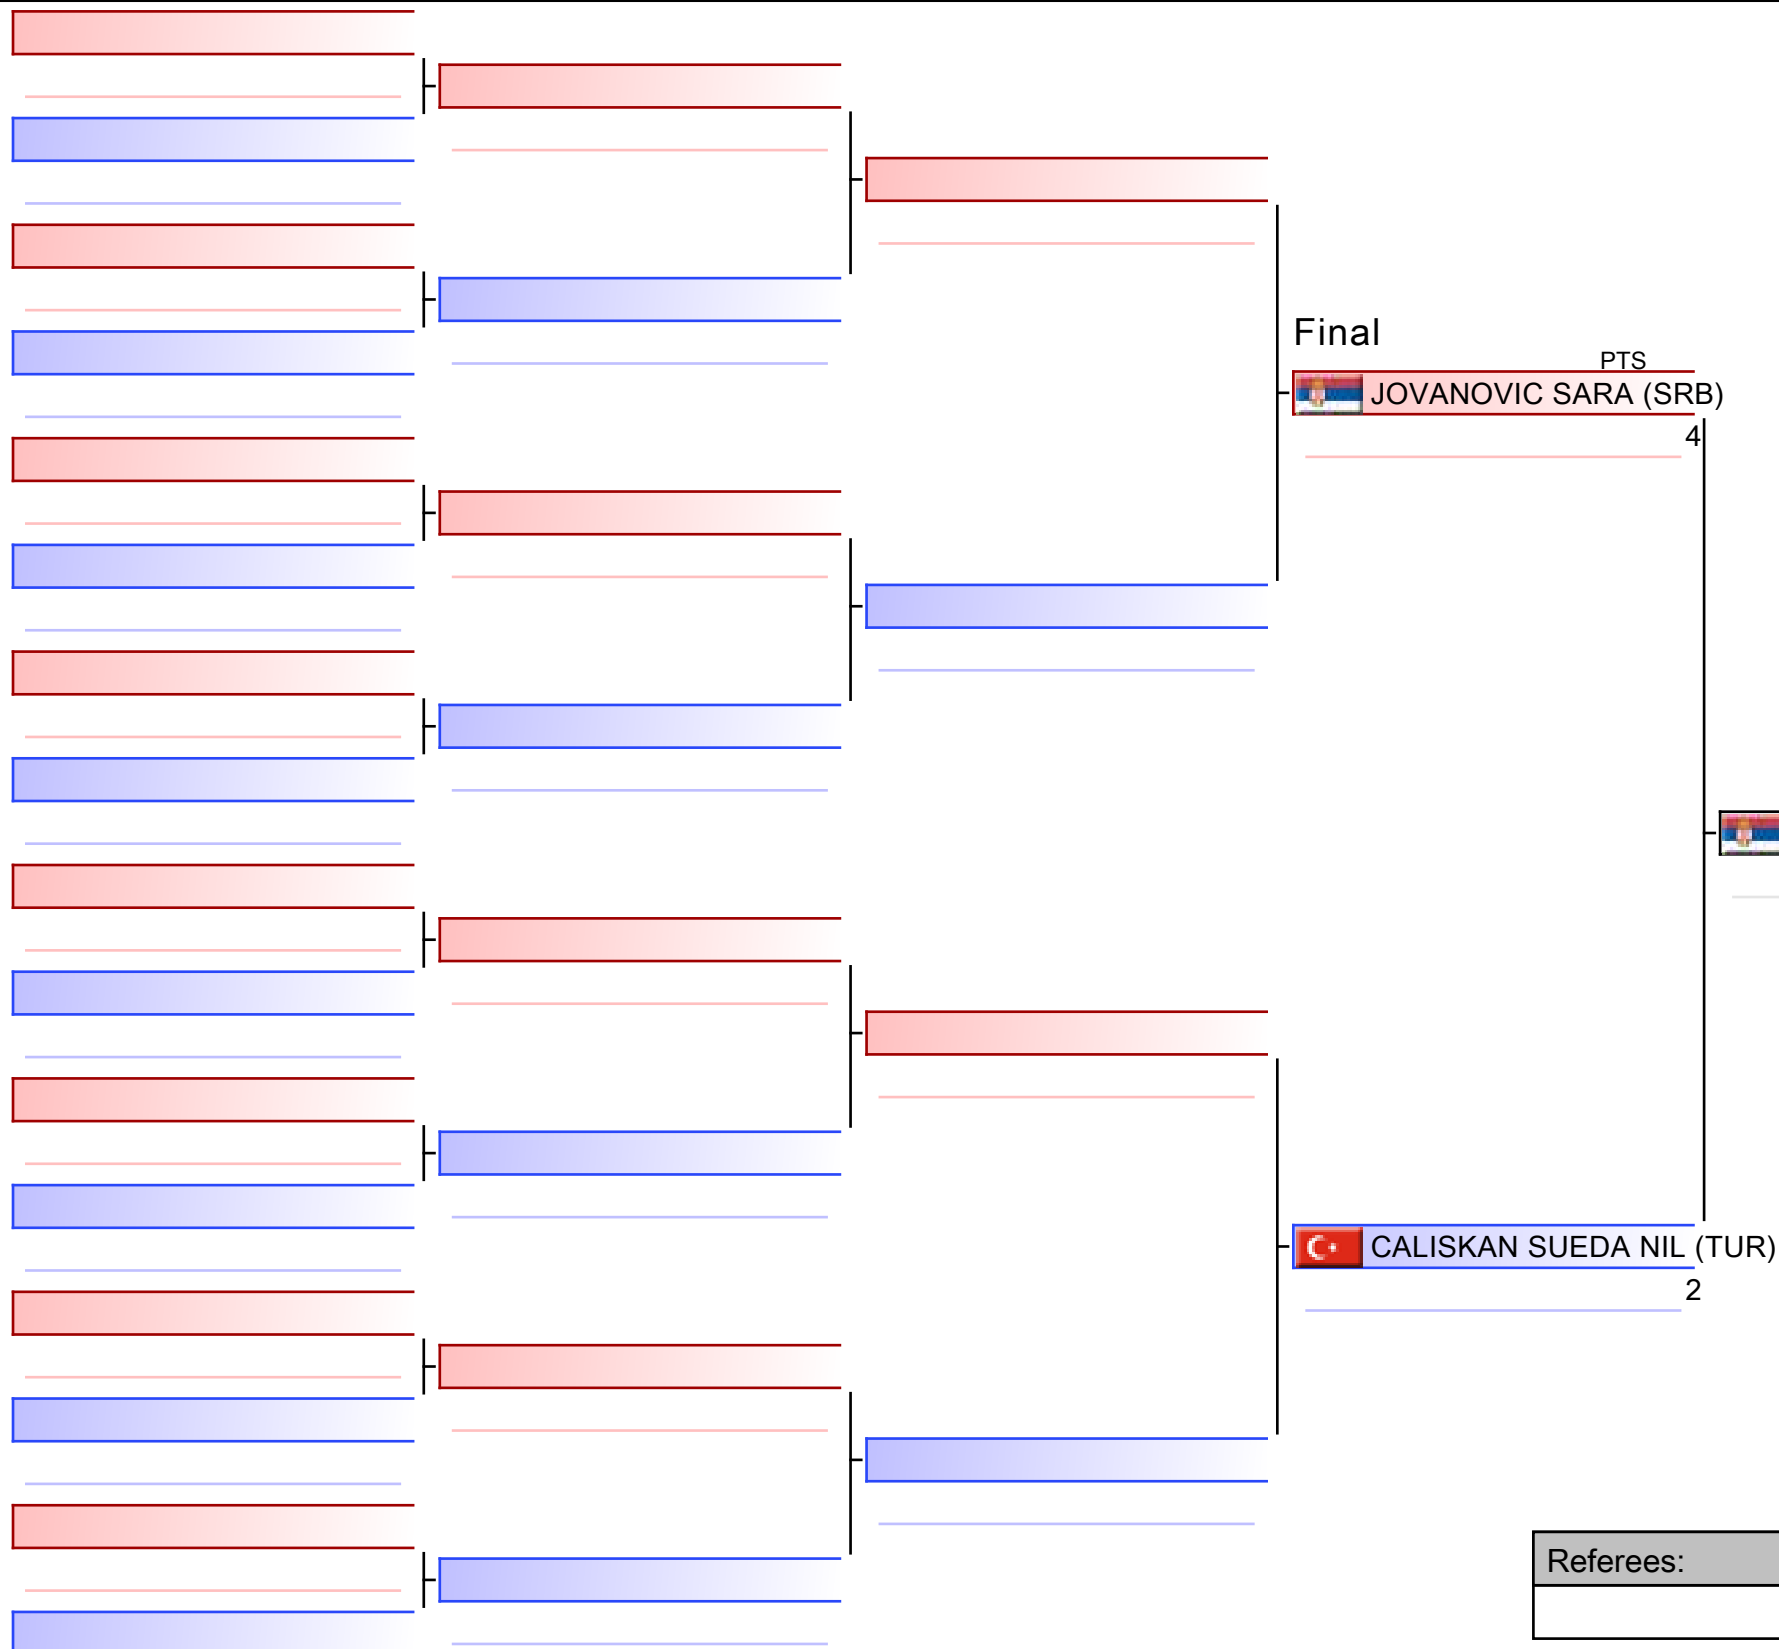 Final
PTS
JOVANOVIC SARA (SRB)
4
CALISKAN SUEDA NIL (TUR)
2
Referees: